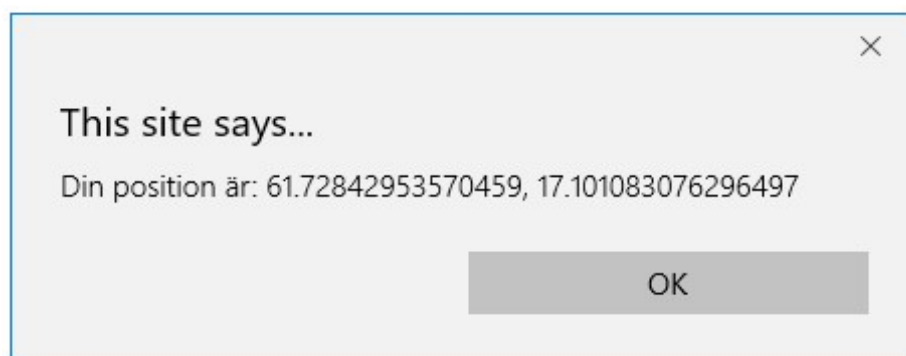 This site says...
Din position är: 61.72842953570459, 17.101083076296497
OK